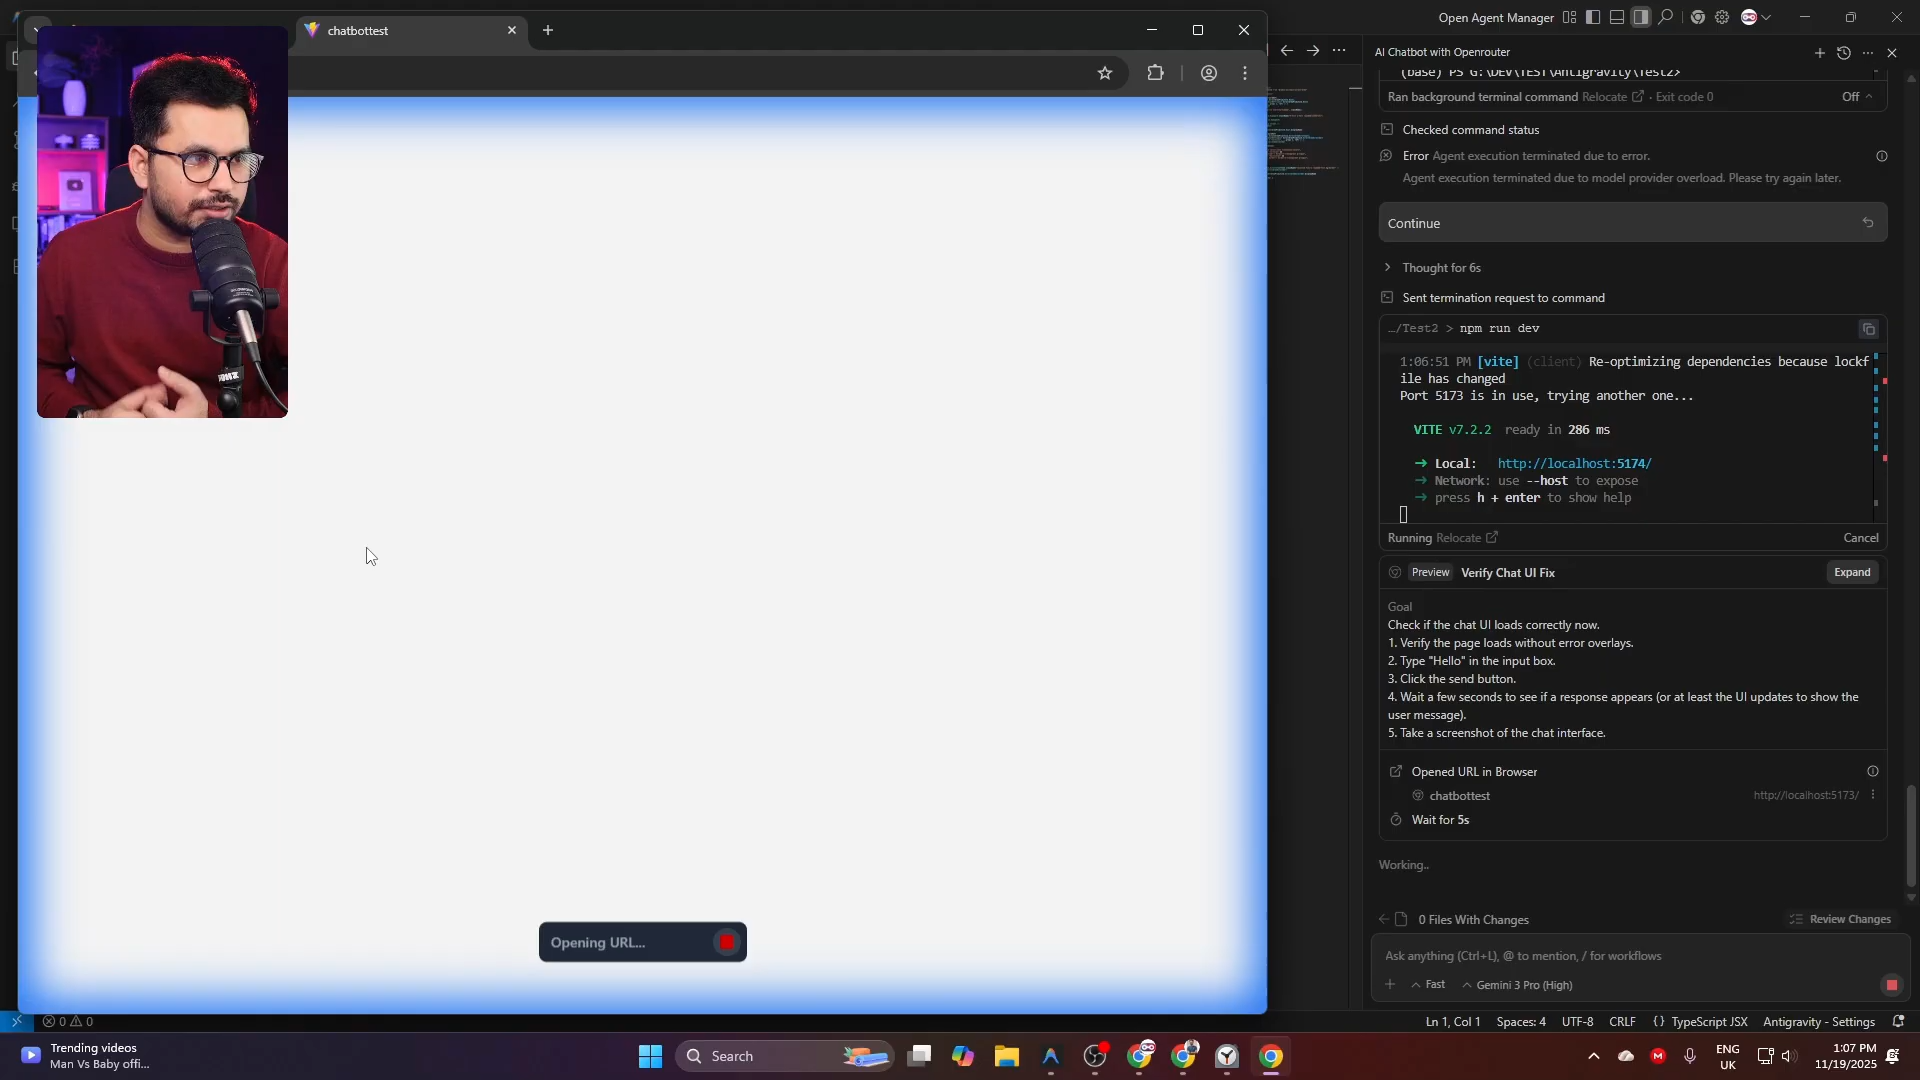 chatbottest
Open Agent Manager
AI Chatbot with Openrouter
(base) PS G:\DEV\TEST\Antigravity\Test2>
Ran background terminal command Relocate · Exit code 0
Off
Checked command status
Error Agent execution terminated due to error.
Agent execution terminated due to model provider overload. Please try again later.
Continue
Thought for 6s
Sent termination request to command
.../Test2 > npm run dev
1:06:51 PM [vite] (client) Re-optimizing dependencies because lockf
ile has changed
Port 5173 is in use, trying another one...
VITE v7.2.2 ready in 286 ms
➜ Local: http://localhost:5174/
➜ Network: use --host to expose
➜ press h + enter to show help
Running Relocate
Cancel
Preview Verify Chat UI Fix
Expand
Goal
Check if the chat UI loads correctly now.
1. Verify the page loads without error overlays.
2. Type "Hello" in the input box.
3. Click the send button.
4. Wait a few seconds to see if a response appears (or at least the UI updates to show the
user message).
5. Take a screenshot of the chat interface.
Opened URL in Browser
chatbottest
http://localhost:5173/
Wait for 5s
Working..
0 Files With Changes
Review Changes
Opening URL...
Ask anything (Ctrl+L), @ to mention, / for workflows
Fast
Gemini 3 Pro (High)
0 0
Ln 1, Col 1 Spaces: 4 UTF-8 CRLF {} TypeScript JSX Antigravity - Settings
Trending videos
Man Vs Baby offi...
Search
ENG
UK
1:07 PM
11/19/2025